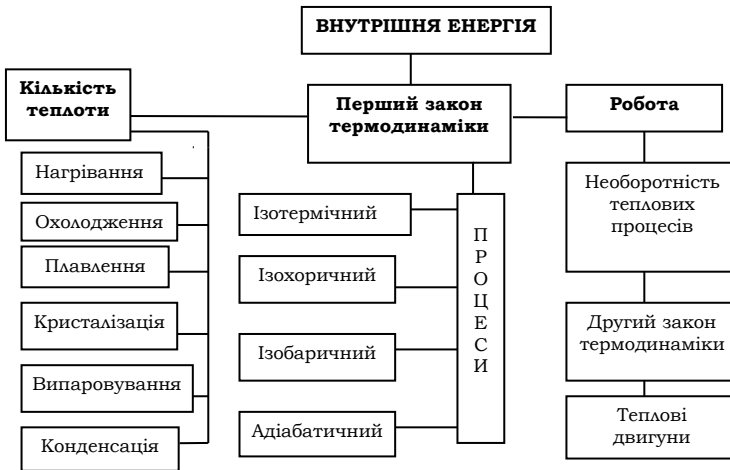 ВНУТРІШНЯ ЕНЕРГІЯ
Кількість
теплоти
Перший закон
термодинаміки
Робота
Нагрівання
Охолодження
Плавлення
Кристалізація
Випаровування
Конденсація
Ізотермічний
Ізохоричний
Ізобаричний
Адіабатичний
П
Р
О
Ц
Е
С
И
Необоротність
теплових
процесів
Другий закон
термодинаміки
Теплові
двигуни